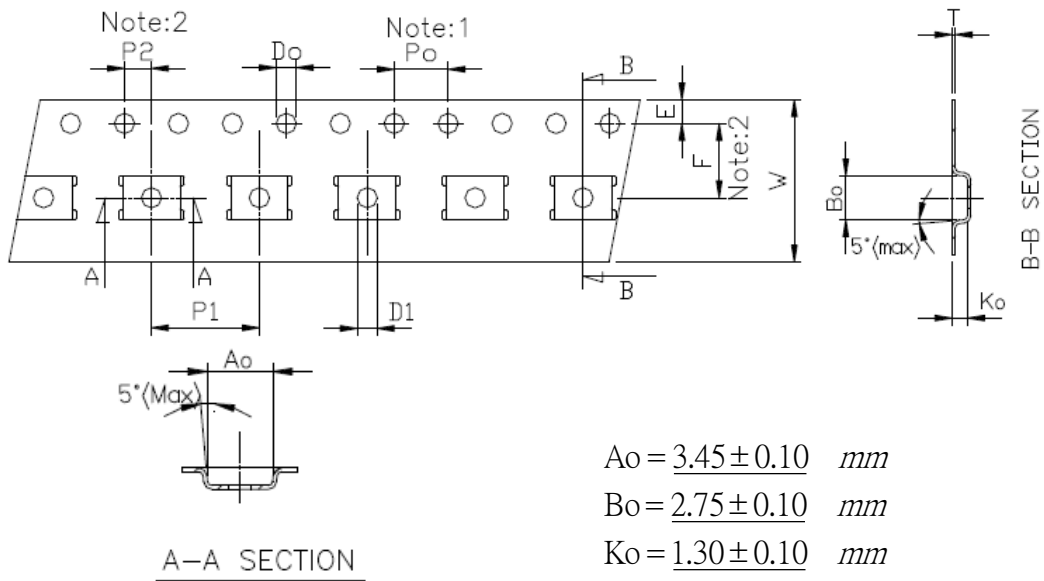 Note:2
P2
Do
Note:1
Po
B
T
E
F
Note:2
W
Bo
5°(max)
B-B SECTION
A
A
P1
D1
B
Ko
Ao
5°(Max)
A-A SECTION
Ao = 3.45±0.10 mm
Bo = 2.75±0.10 mm
Ko = 1.30±0.10 mm